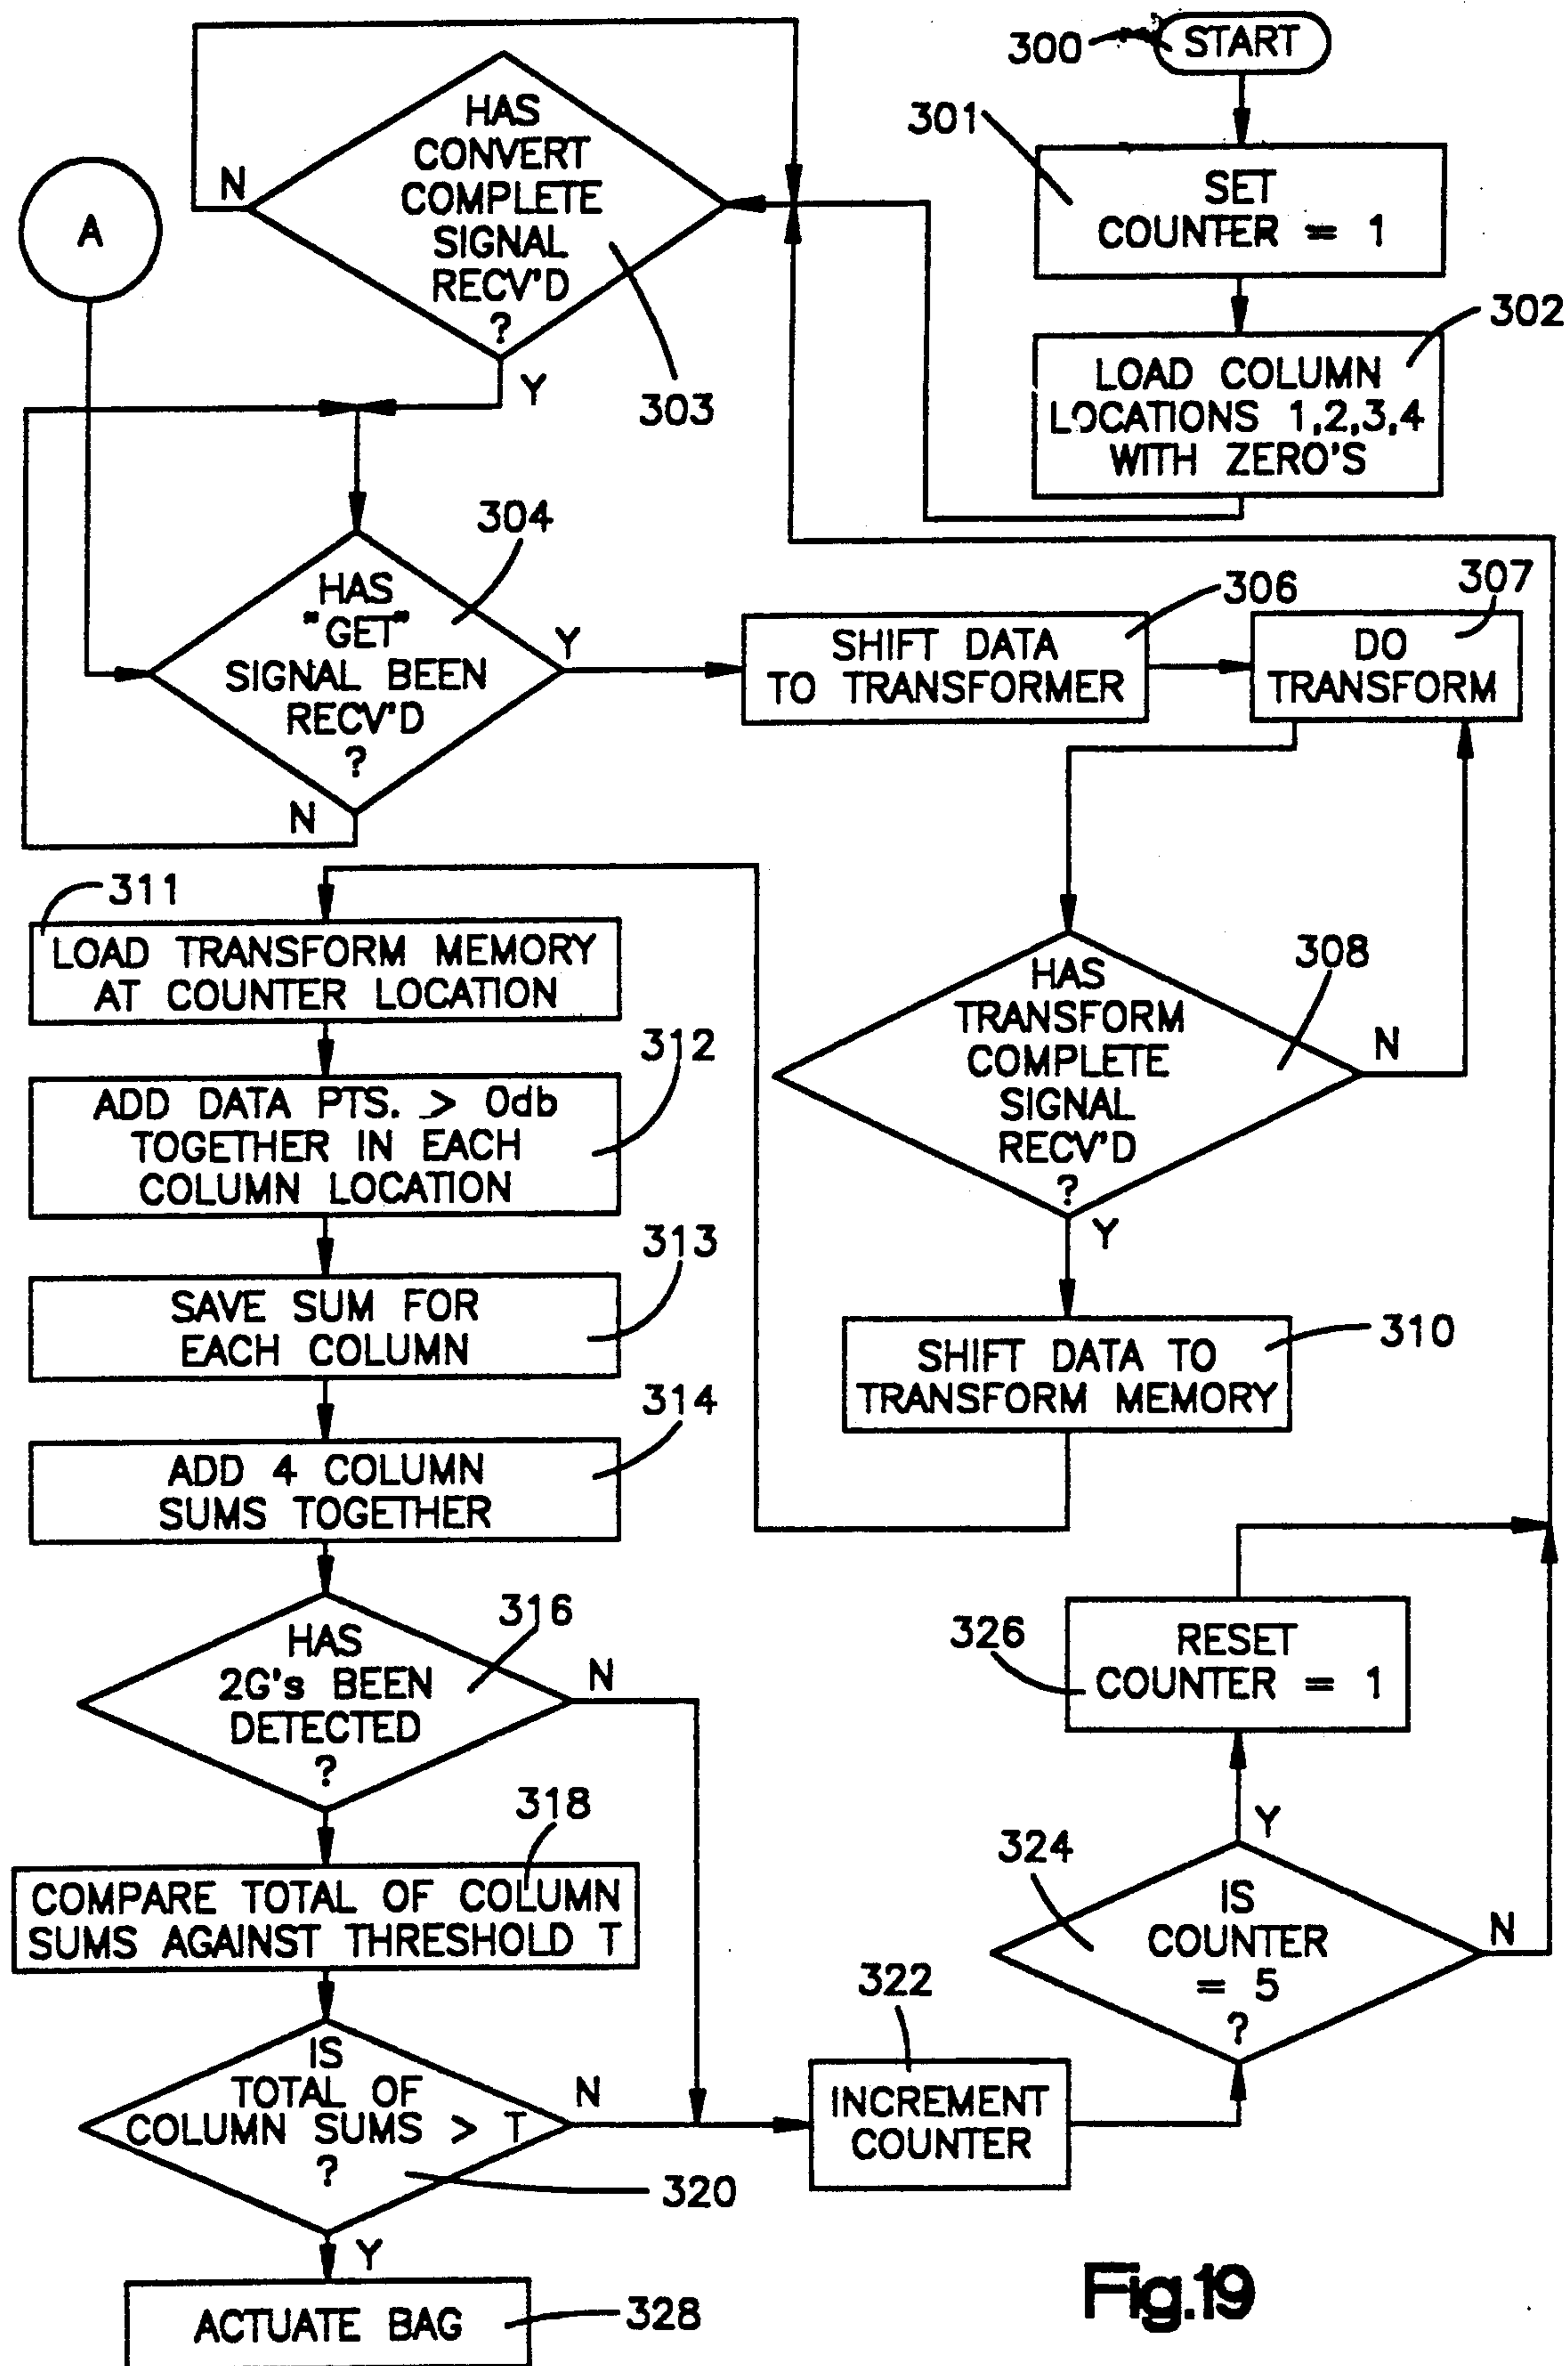 300
START
301
SET
COUNTER = 1
302
LOAD COLUMN
LOCATIONS 1,2,3,4
WITH ZERO'S
HAS
CONVERT
COMPLETE
SIGNAL
RECV'D
?
N
Y
303
A
304
HAS
"GET"
SIGNAL BEEN
RECV'D
?
Y
N
306
SHIFT DATA
TO TRANSFORMER
307
DO
TRANSFORM
308
HAS
TRANSFORM
COMPLETE
SIGNAL
RECV'D
?
N
Y
310
SHIFT DATA TO
TRANSFORM MEMORY
311
LOAD TRANSFORM MEMORY
AT COUNTER LOCATION
312
ADD DATA PTS. > 0db
TOGETHER IN EACH
COLUMN LOCATION
313
SAVE SUM FOR
EACH COLUMN
314
ADD 4 COLUMN
SUMS TOGETHER
316
HAS
2G's BEEN
DETECTED
?
N
318
COMPARE TOTAL OF COLUMN
SUMS AGAINST THRESHOLD T
IS
TOTAL OF
COLUMN SUMS > T
?
N
320
Y
ACTUATE BAG
328
322
INCREMENT
COUNTER
324
IS
COUNTER
= 5
?
N
Y
326
RESET
COUNTER = 1
Fig.19